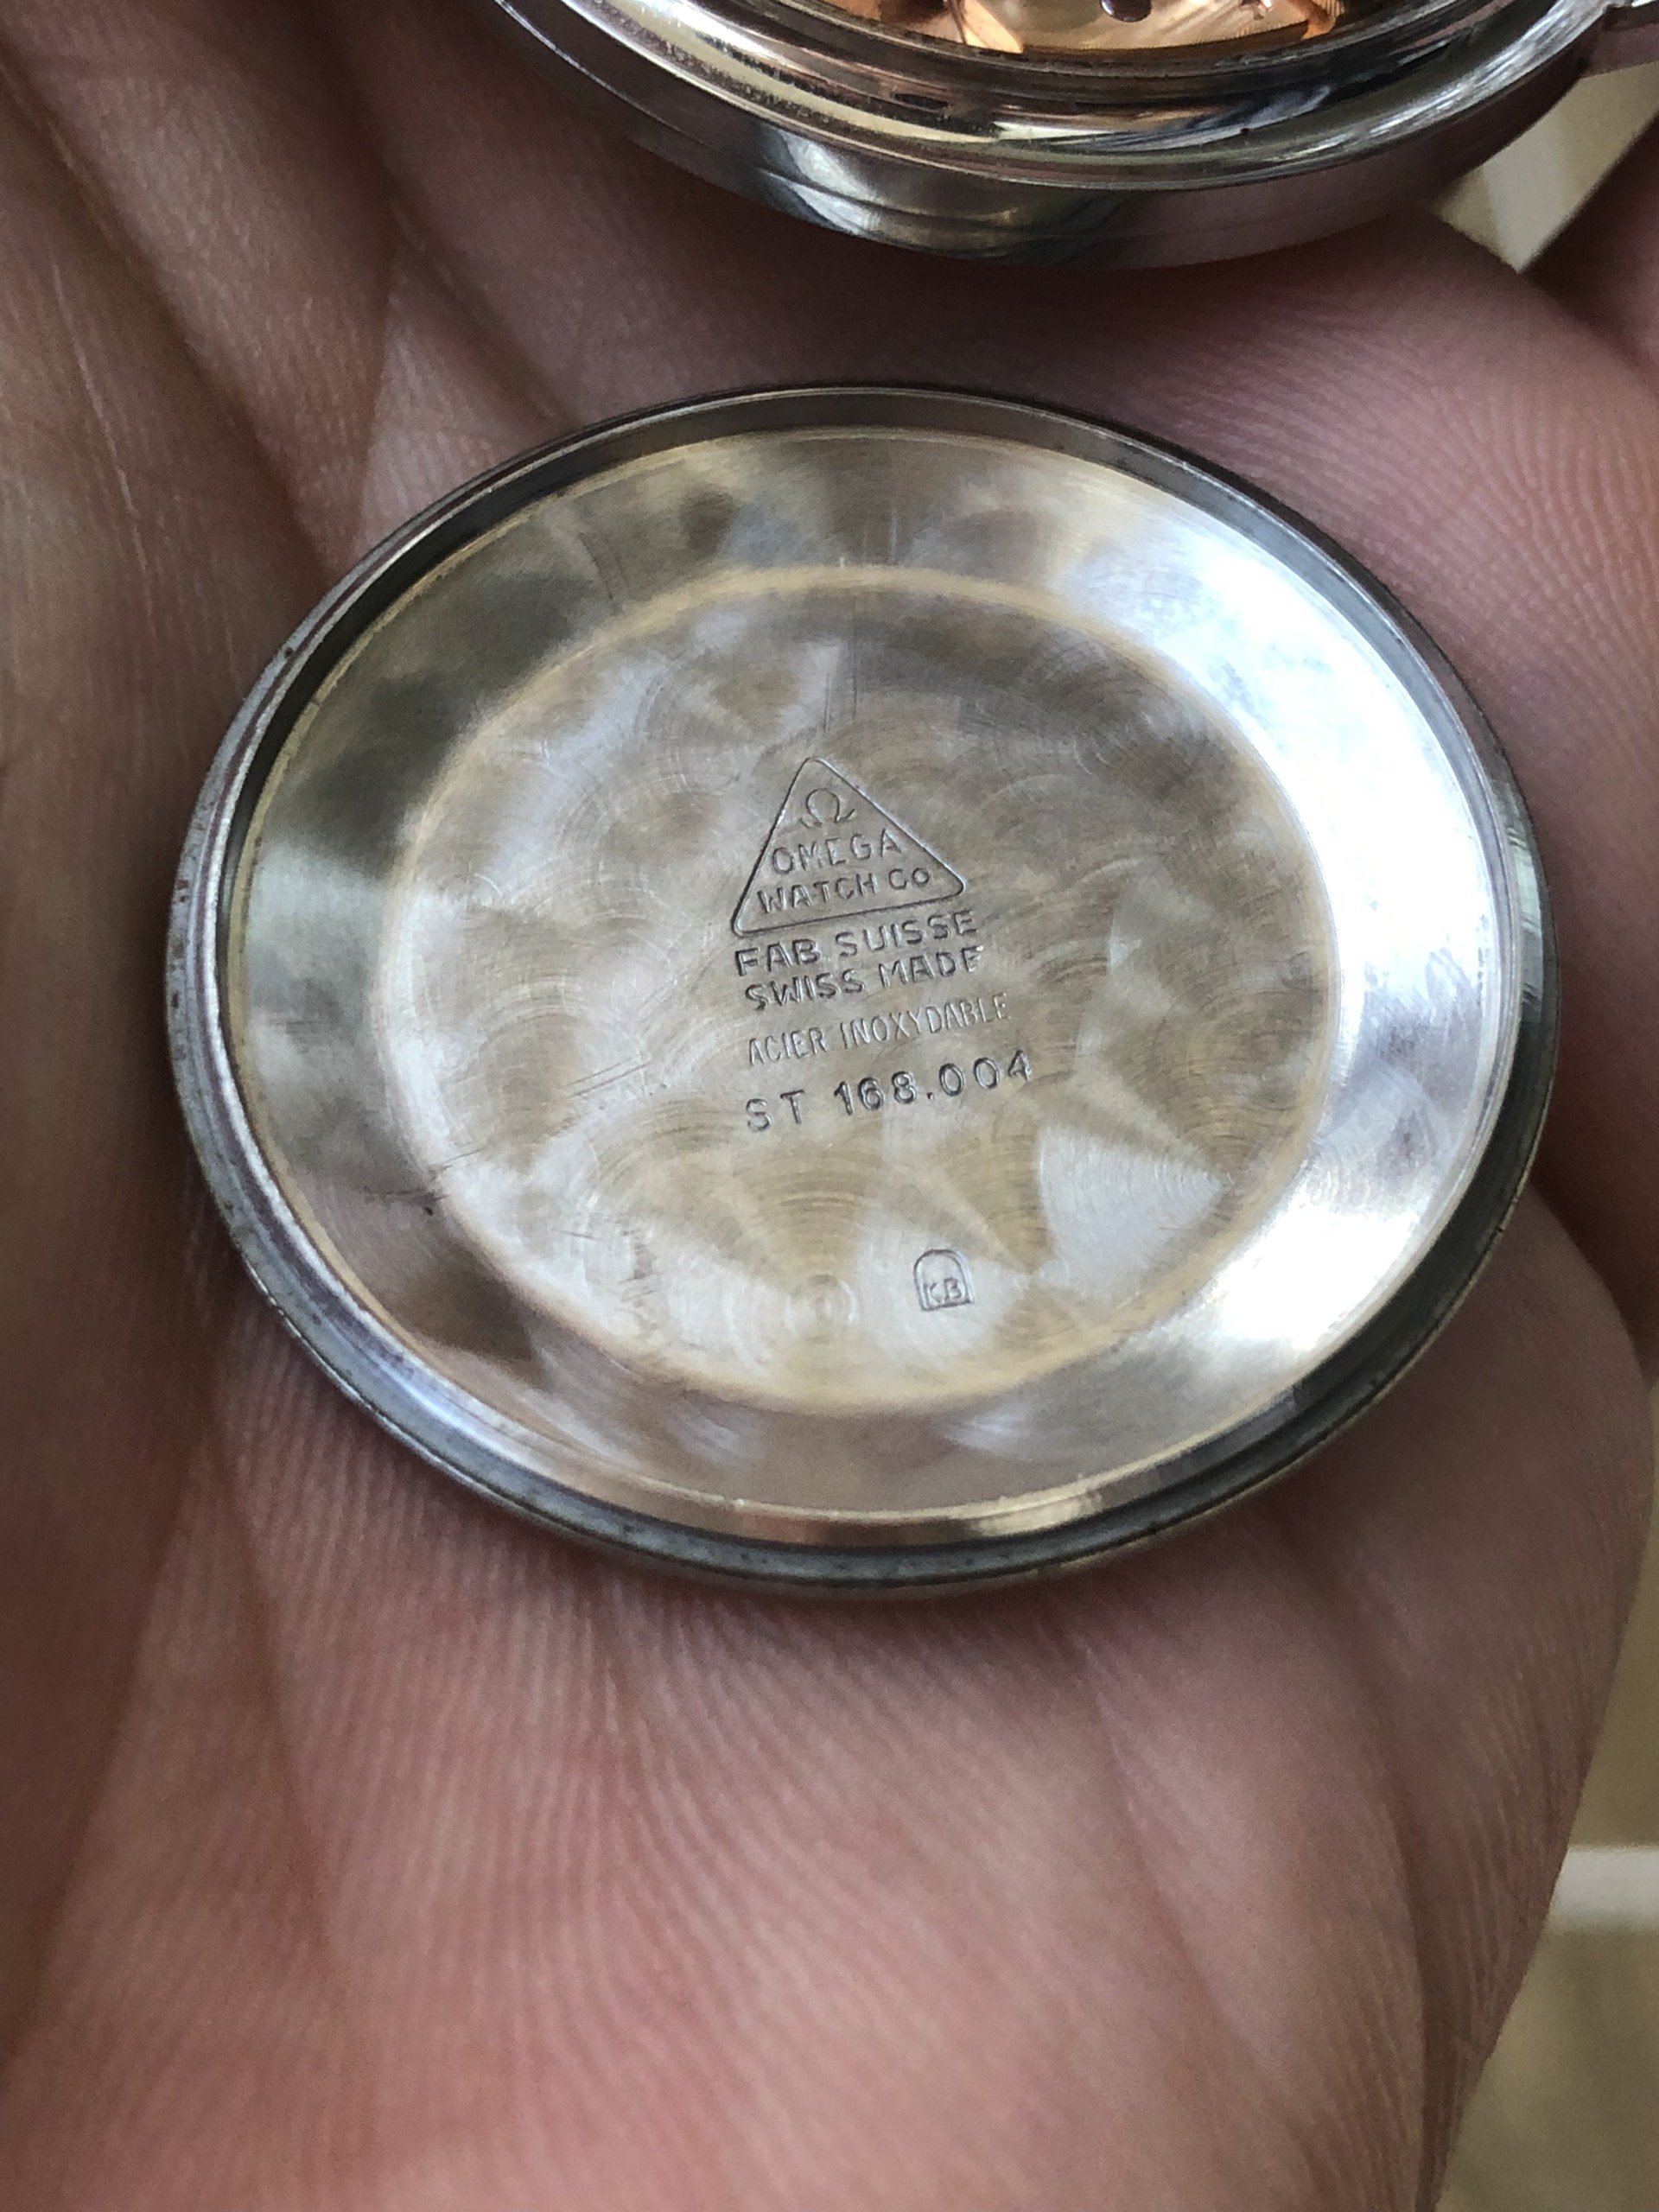 Ω
OMEGA
WATCH Co
FAB. SUISSE
SWISS MADE
ACIER INOXYDABLE
ST 168.004
KB